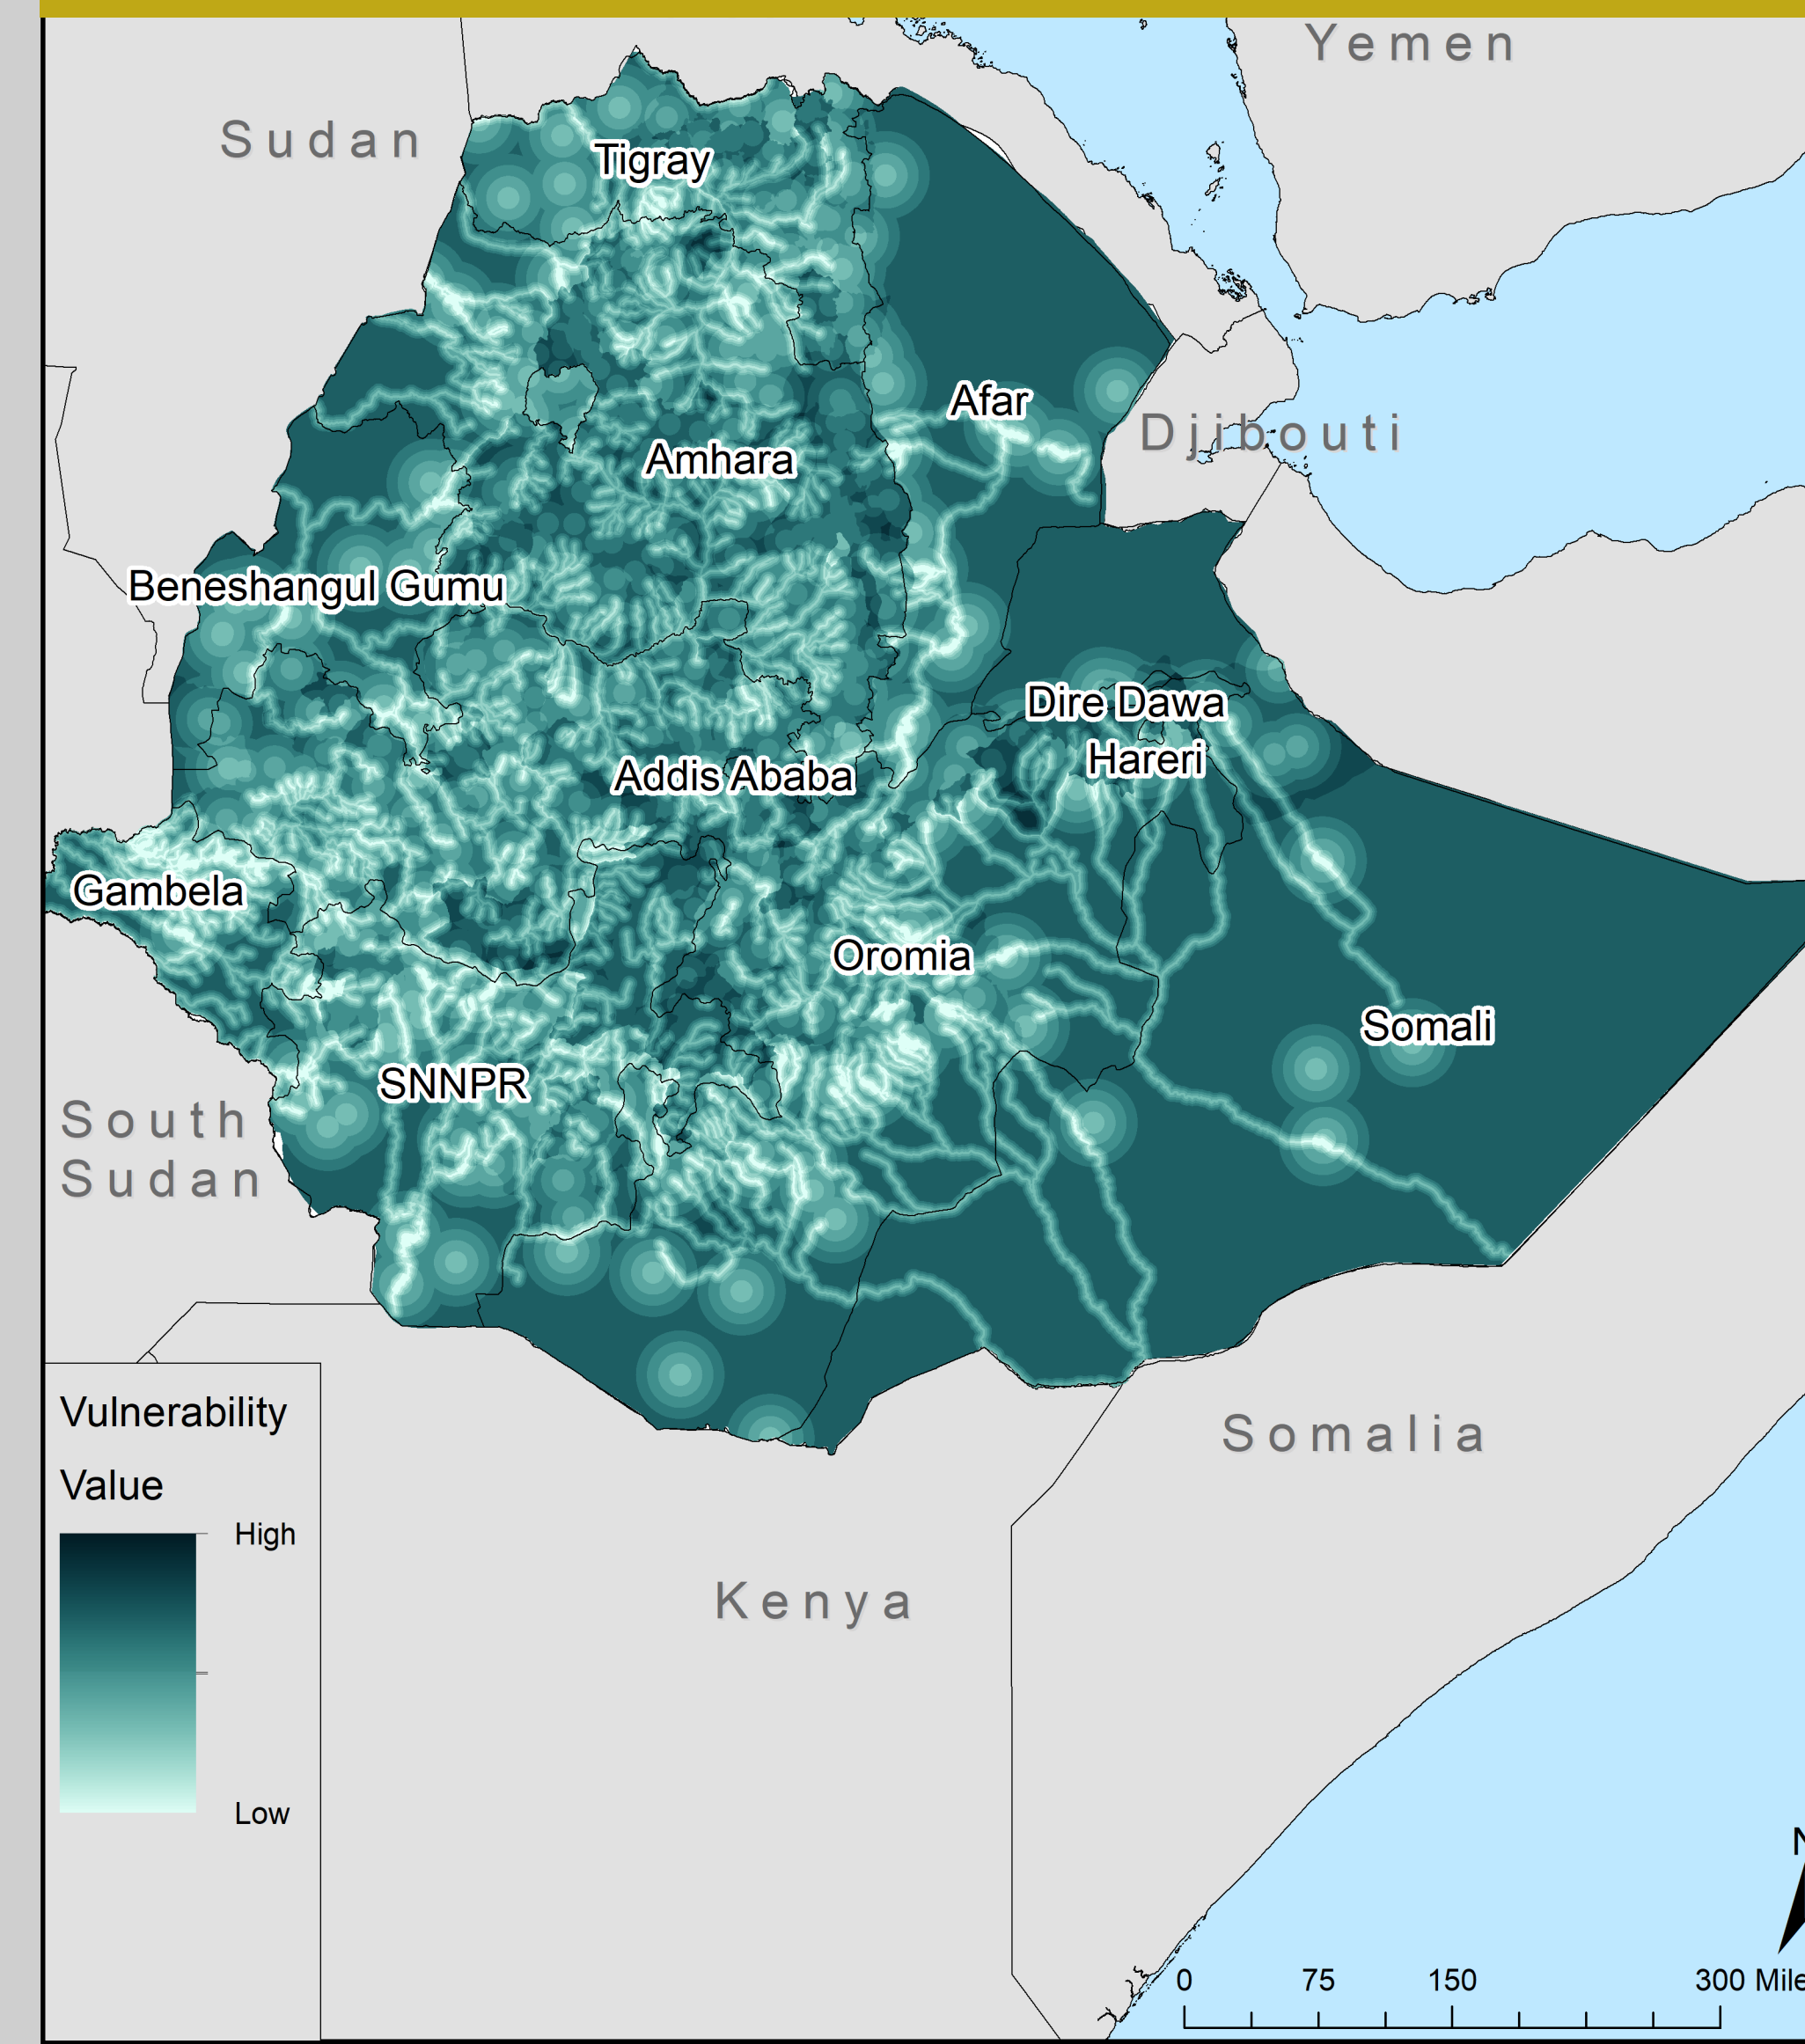 Yemen
Sudan
Tigray
Afar
Djibouti
Amhara
Beneshangul Gumu
Dire Dawa
Hareri
Addis Ababa
Gambela
Oromia
Somali
SNNPR
South
Sudan
Somalia
Kenya
Vulnerability
Value
High
Low
N
0 75 150 300 Mile